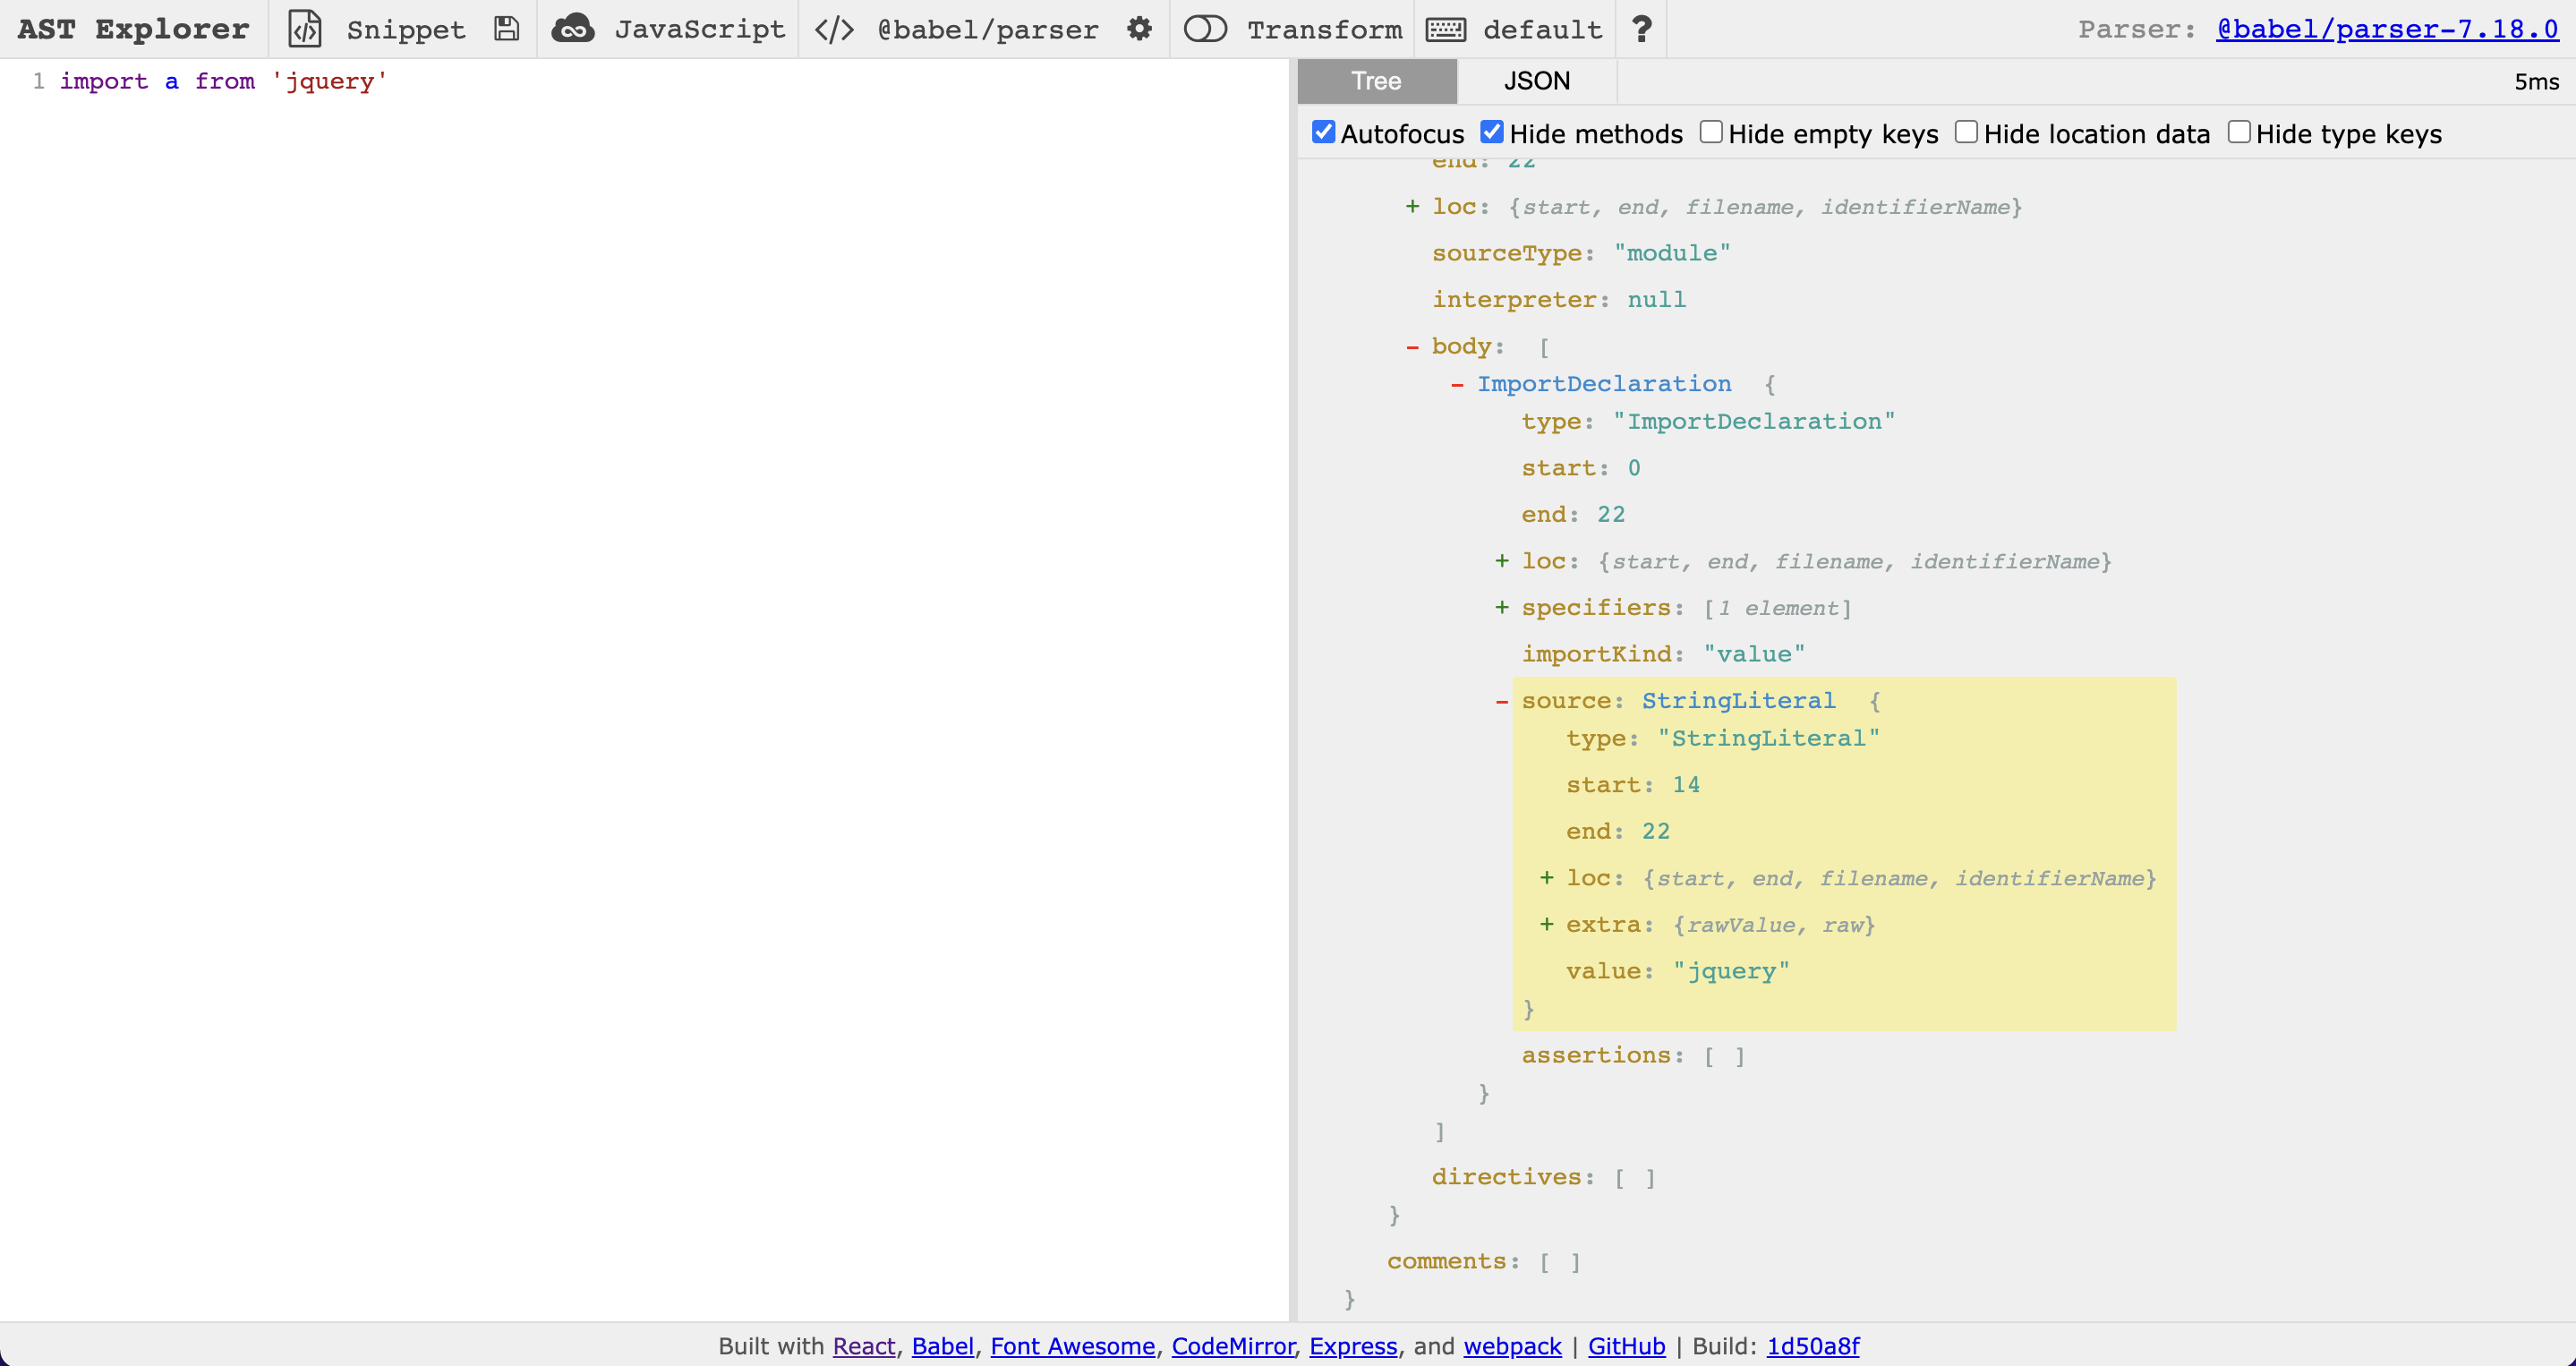 AST Explorer Snippet JavaScript </> @babel/parser Transform default ? Parser: @babel/parser-7.18.0
1 import a from 'jquery'
Tree JSON 5ms
Autofocus Hide methods Hide empty keys Hide location data Hide type keys
end: 22
+ loc: {start, end, filename, identifierName}
sourceType: "module"
interpreter: null
- body: [
- ImportDeclaration {
type: "ImportDeclaration"
start: 0
end: 22
+ loc: {start, end, filename, identifierName}
+ specifiers: [1 element]
importKind: "value"
- source: StringLiteral {
type: "StringLiteral"
start: 14
end: 22
+ loc: {start, end, filename, identifierName}
+ extra: {rawValue, raw}
value: "jquery"
}
assertions: [ ]
}
]
directives: [ ]
}
comments: [ ]
}
Built with React, Babel, Font Awesome, CodeMirror, Express, and webpack | GitHub | Build: 1d50a8f